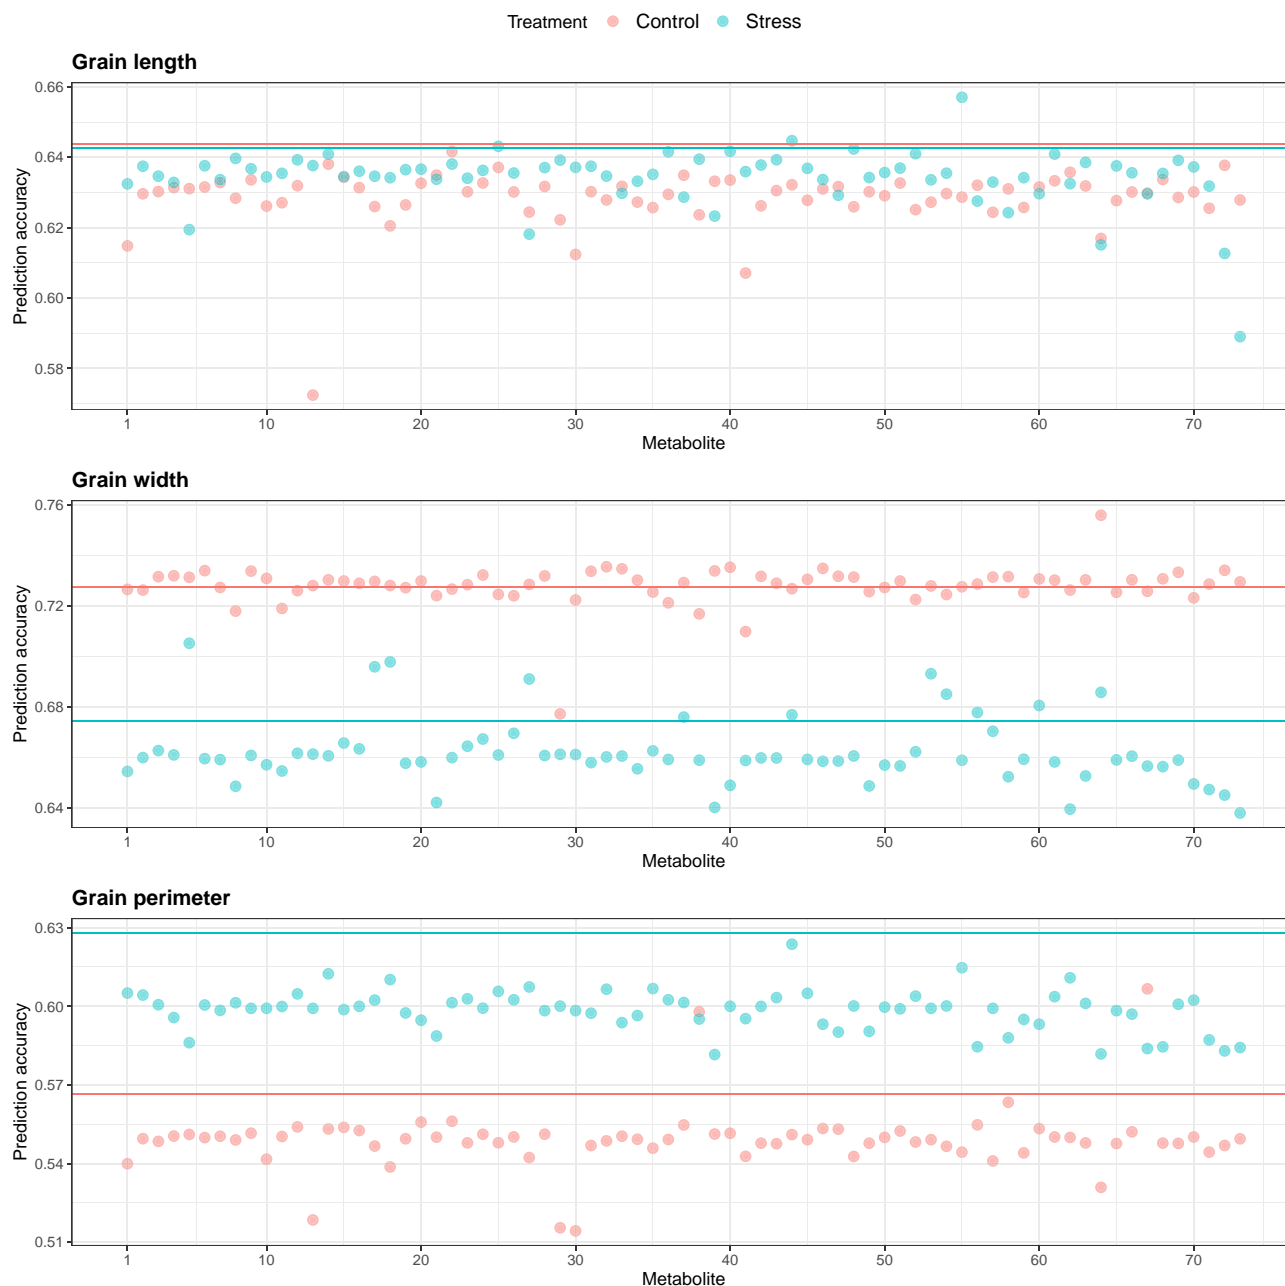 Treatment Control Stress
Grain length
0.66
0.64
0.62
0.60
0.58
Prediction accuracy
1 10 20 30 40 50 60 70
Metabolite
Grain width
0.76
0.72
0.68
0.64
Prediction accuracy
1 10 20 30 40 50 60 70
Metabolite
Grain perimeter
0.63
0.60
0.57
0.54
0.51
Prediction accuracy
1 10 20 30 40 50 60 70
Metabolite